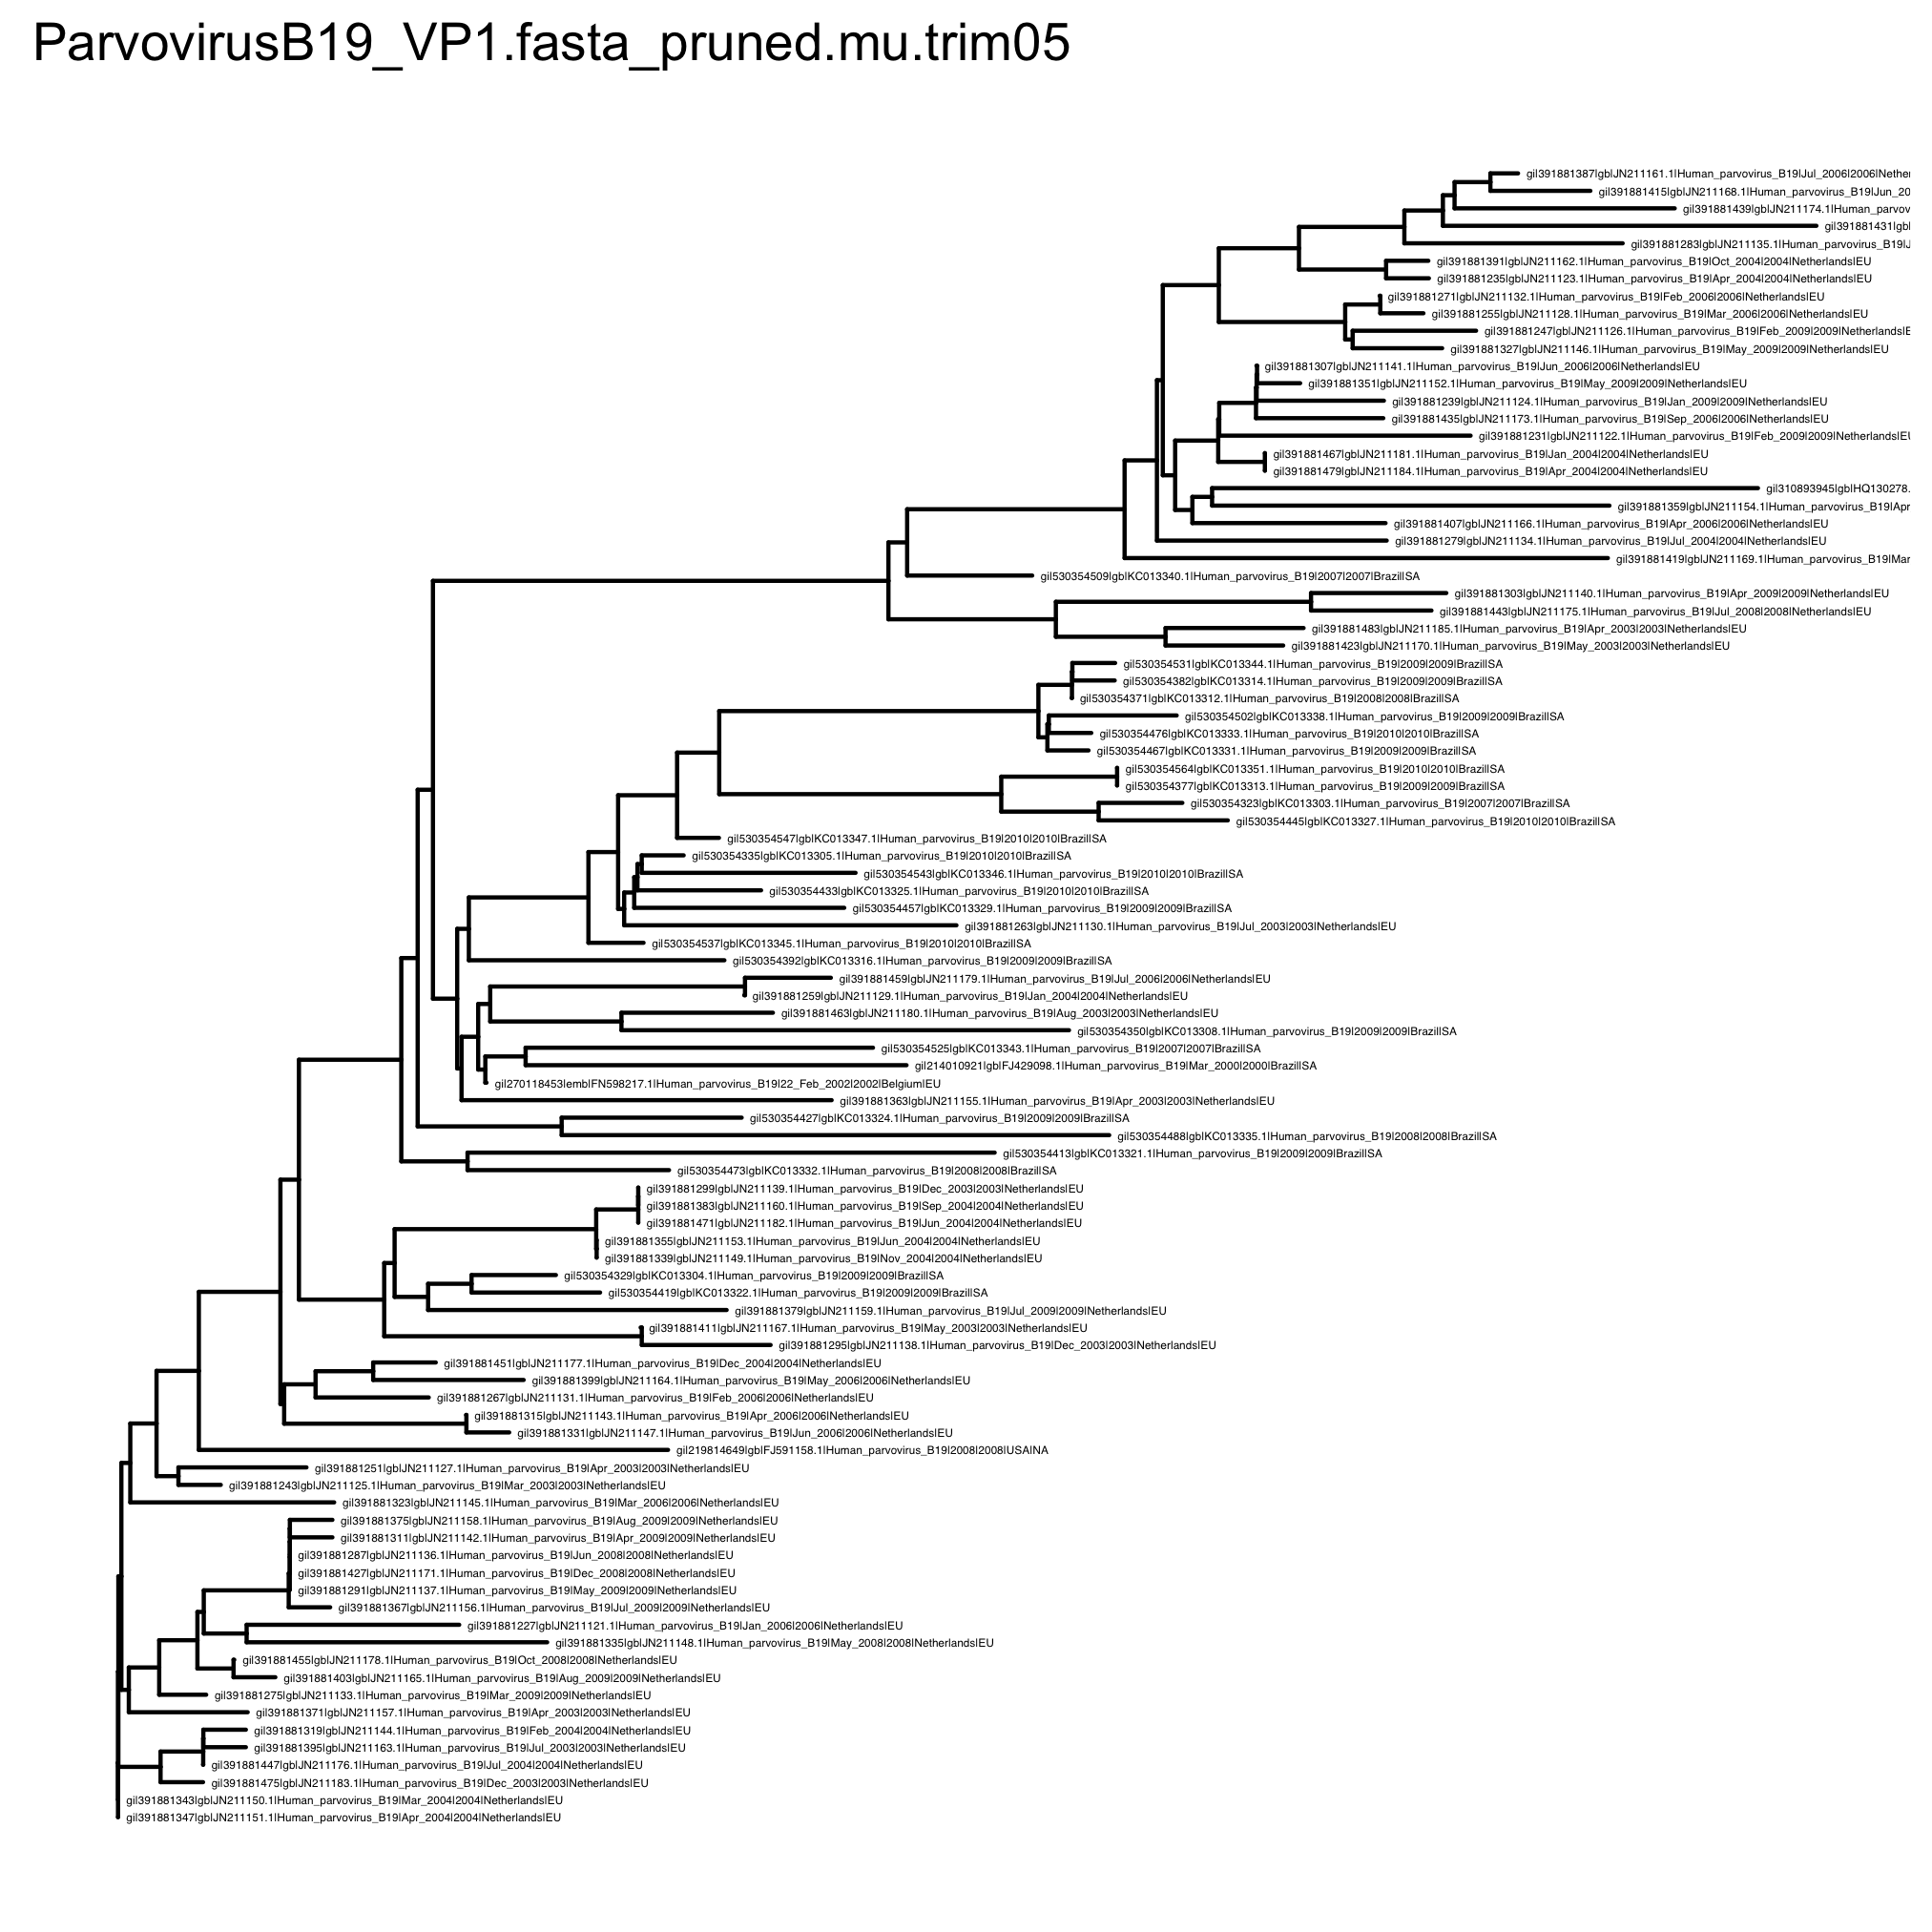 ParvovirusB19_VP1.fasta_pruned.mu.trim05
gi|391881387|gb|JN211161.1|Human_parvovirus_B19|Jul_2006|2006|Nether
gi|391881415|gb|JN211168.1|Human_parvovirus_B19|Jun_20
gi|391881439|gb|JN211174.1|Human_parvov
gi|391881431|gb|
gi|391881283|gb|JN211135.1|Human_parvovirus_B19|J
gi|391881391|gb|JN211162.1|Human_parvovirus_B19|Oct_2004|2004|Netherlands|EU
gi|391881235|gb|JN211123.1|Human_parvovirus_B19|Apr_2004|2004|Netherlands|EU
gi|391881271|gb|JN211132.1|Human_parvovirus_B19|Feb_2006|2006|Netherlands|EU
gi|391881255|gb|JN211128.1|Human_parvovirus_B19|Mar_2006|2006|Netherlands|EU
gi|391881247|gb|JN211126.1|Human_parvovirus_B19|Feb_2009|2009|Netherlands|E
gi|391881327|gb|JN211146.1|Human_parvovirus_B19|May_2009|2009|Netherlands|EU
gi|391881307|gb|JN211141.1|Human_parvovirus_B19|Jun_2006|2006|Netherlands|EU
gi|391881351|gb|JN211152.1|Human_parvovirus_B19|May_2009|2009|Netherlands|EU
gi|391881239|gb|JN211124.1|Human_parvovirus_B19|Jan_2009|2009|Netherlands|EU
gi|391881435|gb|JN211173.1|Human_parvovirus_B19|Sep_2006|2006|Netherlands|EU
gi|391881231|gb|JN211122.1|Human_parvovirus_B19|Feb_2009|2009|Netherlands|EU
gi|391881467|gb|JN211181.1|Human_parvovirus_B19|Jan_2004|2004|Netherlands|EU
gi|391881479|gb|JN211184.1|Human_parvovirus_B19|Apr_2004|2004|Netherlands|EU
gi|310893945|gb|HQ130278.
gi|391881359|gb|JN211154.1|Human_parvovirus_B19|Apr
gi|391881407|gb|JN211166.1|Human_parvovirus_B19|Apr_2006|2006|Netherlands|EU
gi|391881279|gb|JN211134.1|Human_parvovirus_B19|Jul_2004|2004|Netherlands|EU
gi|391881419|gb|JN211169.1|Human_parvovirus_B19|Mar
gi|530354509|gb|KC013340.1|Human_parvovirus_B19|2007|2007|Brazil|SA
gi|391881303|gb|JN211140.1|Human_parvovirus_B19|Apr_2009|2009|Netherlands|EU
gi|391881443|gb|JN211175.1|Human_parvovirus_B19|Jul_2008|2008|Netherlands|EU
gi|391881483|gb|JN211185.1|Human_parvovirus_B19|Apr_2003|2003|Netherlands|EU
gi|391881423|gb|JN211170.1|Human_parvovirus_B19|May_2003|2003|Netherlands|EU
gi|530354531|gb|KC013344.1|Human_parvovirus_B19|2009|2009|Brazil|SA
gi|530354382|gb|KC013314.1|Human_parvovirus_B19|2009|2009|Brazil|SA
gi|530354371|gb|KC013312.1|Human_parvovirus_B19|2008|2008|Brazil|SA
gi|530354502|gb|KC013338.1|Human_parvovirus_B19|2009|2009|Brazil|SA
gi|530354476|gb|KC013333.1|Human_parvovirus_B19|2010|2010|Brazil|SA
gi|530354467|gb|KC013331.1|Human_parvovirus_B19|2009|2009|Brazil|SA
gi|530354564|gb|KC013351.1|Human_parvovirus_B19|2010|2010|Brazil|SA
gi|530354377|gb|KC013313.1|Human_parvovirus_B19|2009|2009|Brazil|SA
gi|530354323|gb|KC013303.1|Human_parvovirus_B19|2007|2007|Brazil|SA
gi|530354445|gb|KC013327.1|Human_parvovirus_B19|2010|2010|Brazil|SA
gi|530354547|gb|KC013347.1|Human_parvovirus_B19|2010|2010|Brazil|SA
gi|530354335|gb|KC013305.1|Human_parvovirus_B19|2010|2010|Brazil|SA
gi|530354543|gb|KC013346.1|Human_parvovirus_B19|2010|2010|Brazil|SA
gi|530354433|gb|KC013325.1|Human_parvovirus_B19|2010|2010|Brazil|SA
gi|530354457|gb|KC013329.1|Human_parvovirus_B19|2009|2009|Brazil|SA
gi|391881263|gb|JN211130.1|Human_parvovirus_B19|Jul_2003|2003|Netherlands|EU
gi|530354537|gb|KC013345.1|Human_parvovirus_B19|2010|2010|Brazil|SA
gi|530354392|gb|KC013316.1|Human_parvovirus_B19|2009|2009|Brazil|SA
gi|391881459|gb|JN211179.1|Human_parvovirus_B19|Jul_2006|2006|Netherlands|EU
gi|391881259|gb|JN211129.1|Human_parvovirus_B19|Jan_2004|2004|Netherlands|EU
gi|391881463|gb|JN211180.1|Human_parvovirus_B19|Aug_2003|2003|Netherlands|EU
gi|530354350|gb|KC013308.1|Human_parvovirus_B19|2009|2009|Brazil|SA
gi|530354525|gb|KC013343.1|Human_parvovirus_B19|2007|2007|Brazil|SA
gi|214010921|gb|FJ429098.1|Human_parvovirus_B19|Mar_2000|2000|Brazil|SA
gi|270118453|emb|FN598217.1|Human_parvovirus_B19|22_Feb_2002|2002|Belgium|EU
gi|391881363|gb|JN211155.1|Human_parvovirus_B19|Apr_2003|2003|Netherlands|EU
gi|530354427|gb|KC013324.1|Human_parvovirus_B19|2009|2009|Brazil|SA
gi|530354488|gb|KC013335.1|Human_parvovirus_B19|2008|2008|Brazil|SA
gi|530354413|gb|KC013321.1|Human_parvovirus_B19|2009|2009|Brazil|SA
gi|530354473|gb|KC013332.1|Human_parvovirus_B19|2008|2008|Brazil|SA
gi|391881299|gb|JN211139.1|Human_parvovirus_B19|Dec_2003|2003|Netherlands|EU
gi|391881383|gb|JN211160.1|Human_parvovirus_B19|Sep_2004|2004|Netherlands|EU
gi|391881471|gb|JN211182.1|Human_parvovirus_B19|Jun_2004|2004|Netherlands|EU
gi|391881355|gb|JN211153.1|Human_parvovirus_B19|Jun_2004|2004|Netherlands|EU
gi|391881339|gb|JN211149.1|Human_parvovirus_B19|Nov_2004|2004|Netherlands|EU
gi|530354329|gb|KC013304.1|Human_parvovirus_B19|2009|2009|Brazil|SA
gi|530354419|gb|KC013322.1|Human_parvovirus_B19|2009|2009|Brazil|SA
gi|391881379|gb|JN211159.1|Human_parvovirus_B19|Jul_2009|2009|Netherlands|EU
gi|391881411|gb|JN211167.1|Human_parvovirus_B19|May_2003|2003|Netherlands|EU
gi|391881295|gb|JN211138.1|Human_parvovirus_B19|Dec_2003|2003|Netherlands|EU
gi|391881451|gb|JN211177.1|Human_parvovirus_B19|Dec_2004|2004|Netherlands|EU
gi|391881399|gb|JN211164.1|Human_parvovirus_B19|May_2006|2006|Netherlands|EU
gi|391881267|gb|JN211131.1|Human_parvovirus_B19|Feb_2006|2006|Netherlands|EU
gi|391881315|gb|JN211143.1|Human_parvovirus_B19|Apr_2006|2006|Netherlands|EU
gi|391881331|gb|JN211147.1|Human_parvovirus_B19|Jun_2006|2006|Netherlands|EU
gi|219814649|gb|FJ591158.1|Human_parvovirus_B19|2008|2008|USA|NA
gi|391881251|gb|JN211127.1|Human_parvovirus_B19|Apr_2003|2003|Netherlands|EU
gi|391881243|gb|JN211125.1|Human_parvovirus_B19|Mar_2003|2003|Netherlands|EU
gi|391881323|gb|JN211145.1|Human_parvovirus_B19|Mar_2006|2006|Netherlands|EU
gi|391881375|gb|JN211158.1|Human_parvovirus_B19|Aug_2009|2009|Netherlands|EU
gi|391881311|gb|JN211142.1|Human_parvovirus_B19|Apr_2009|2009|Netherlands|EU
gi|391881287|gb|JN211136.1|Human_parvovirus_B19|Jun_2008|2008|Netherlands|EU
gi|391881427|gb|JN211171.1|Human_parvovirus_B19|Dec_2008|2008|Netherlands|EU
gi|391881291|gb|JN211137.1|Human_parvovirus_B19|May_2009|2009|Netherlands|EU
gi|391881367|gb|JN211156.1|Human_parvovirus_B19|Jul_2009|2009|Netherlands|EU
gi|391881227|gb|JN211121.1|Human_parvovirus_B19|Jan_2006|2006|Netherlands|EU
gi|391881335|gb|JN211148.1|Human_parvovirus_B19|May_2008|2008|Netherlands|EU
gi|391881455|gb|JN211178.1|Human_parvovirus_B19|Oct_2008|2008|Netherlands|EU
gi|391881403|gb|JN211165.1|Human_parvovirus_B19|Aug_2009|2009|Netherlands|EU
gi|391881275|gb|JN211133.1|Human_parvovirus_B19|Mar_2009|2009|Netherlands|EU
gi|391881371|gb|JN211157.1|Human_parvovirus_B19|Apr_2003|2003|Netherlands|EU
gi|391881319|gb|JN211144.1|Human_parvovirus_B19|Feb_2004|2004|Netherlands|EU
gi|391881395|gb|JN211163.1|Human_parvovirus_B19|Jul_2003|2003|Netherlands|EU
gi|391881447|gb|JN211176.1|Human_parvovirus_B19|Jul_2004|2004|Netherlands|EU
gi|391881475|gb|JN211183.1|Human_parvovirus_B19|Dec_2003|2003|Netherlands|EU
gi|391881343|gb|JN211150.1|Human_parvovirus_B19|Mar_2004|2004|Netherlands|EU
gi|391881347|gb|JN211151.1|Human_parvovirus_B19|Apr_2004|2004|Netherlands|EU